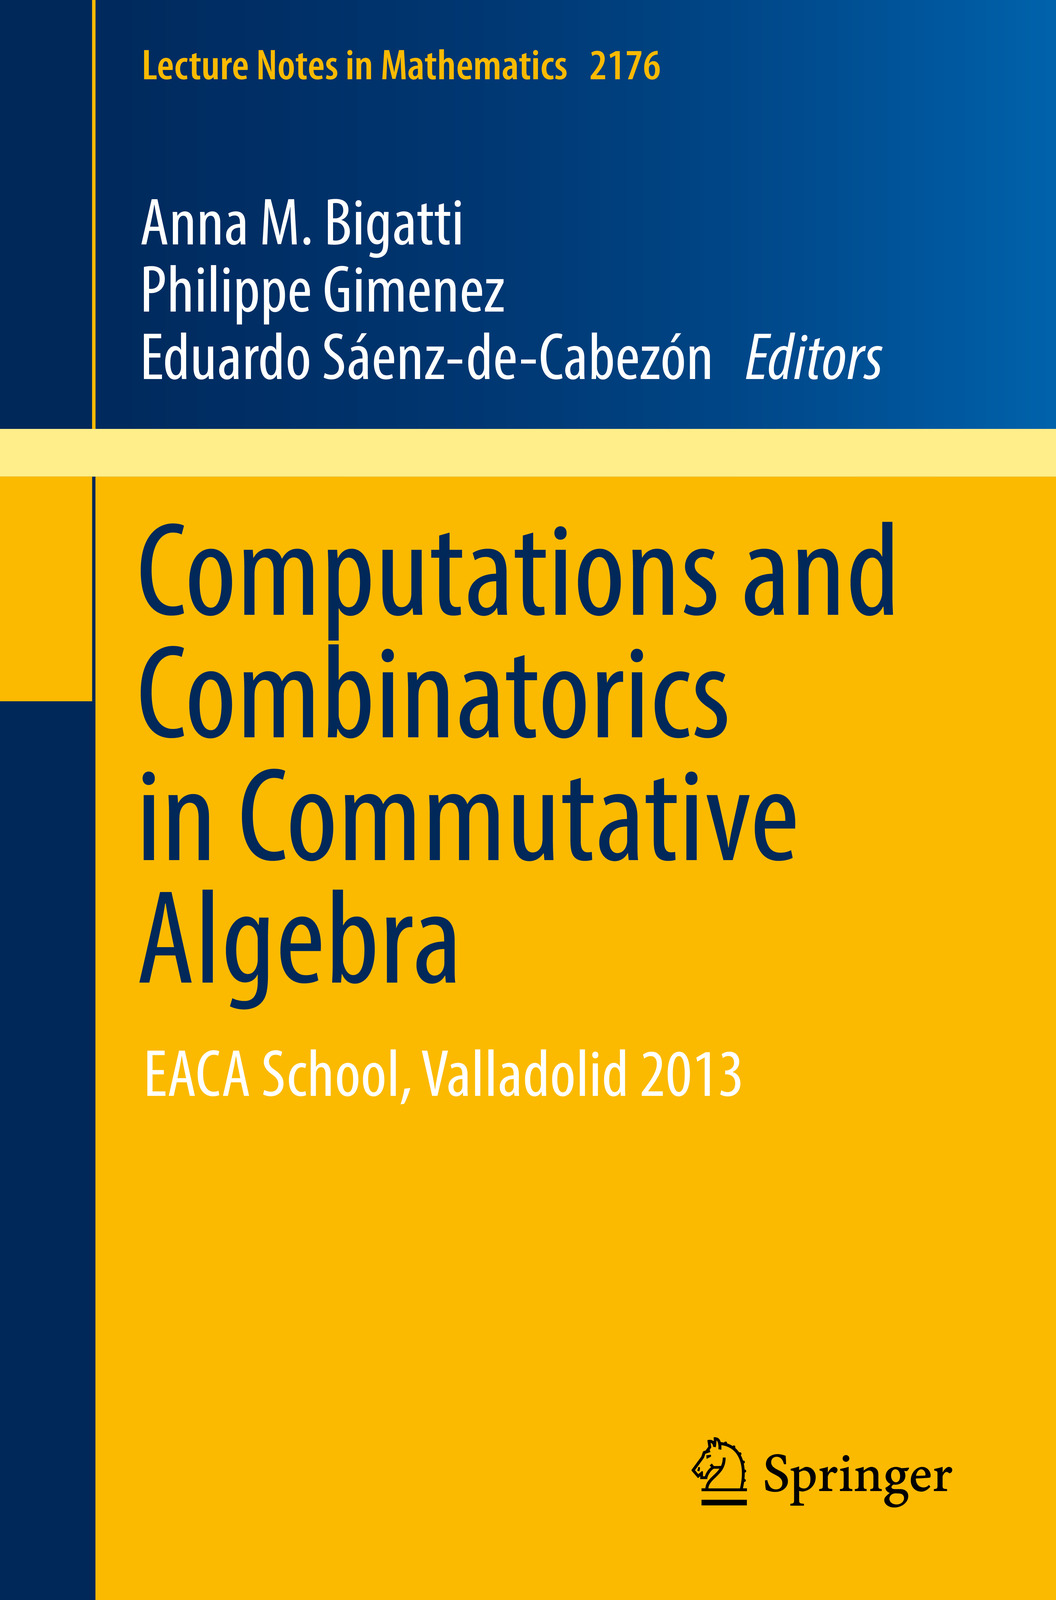 Lecture Notes in Mathematics 2176
Anna M. Bigatti
Philippe Gimenez
Eduardo Sáenz-de-Cabezón Editors
Computations and
Combinatorics
in Commutative
Algebra
EACA School, Valladolid 2013
Springer